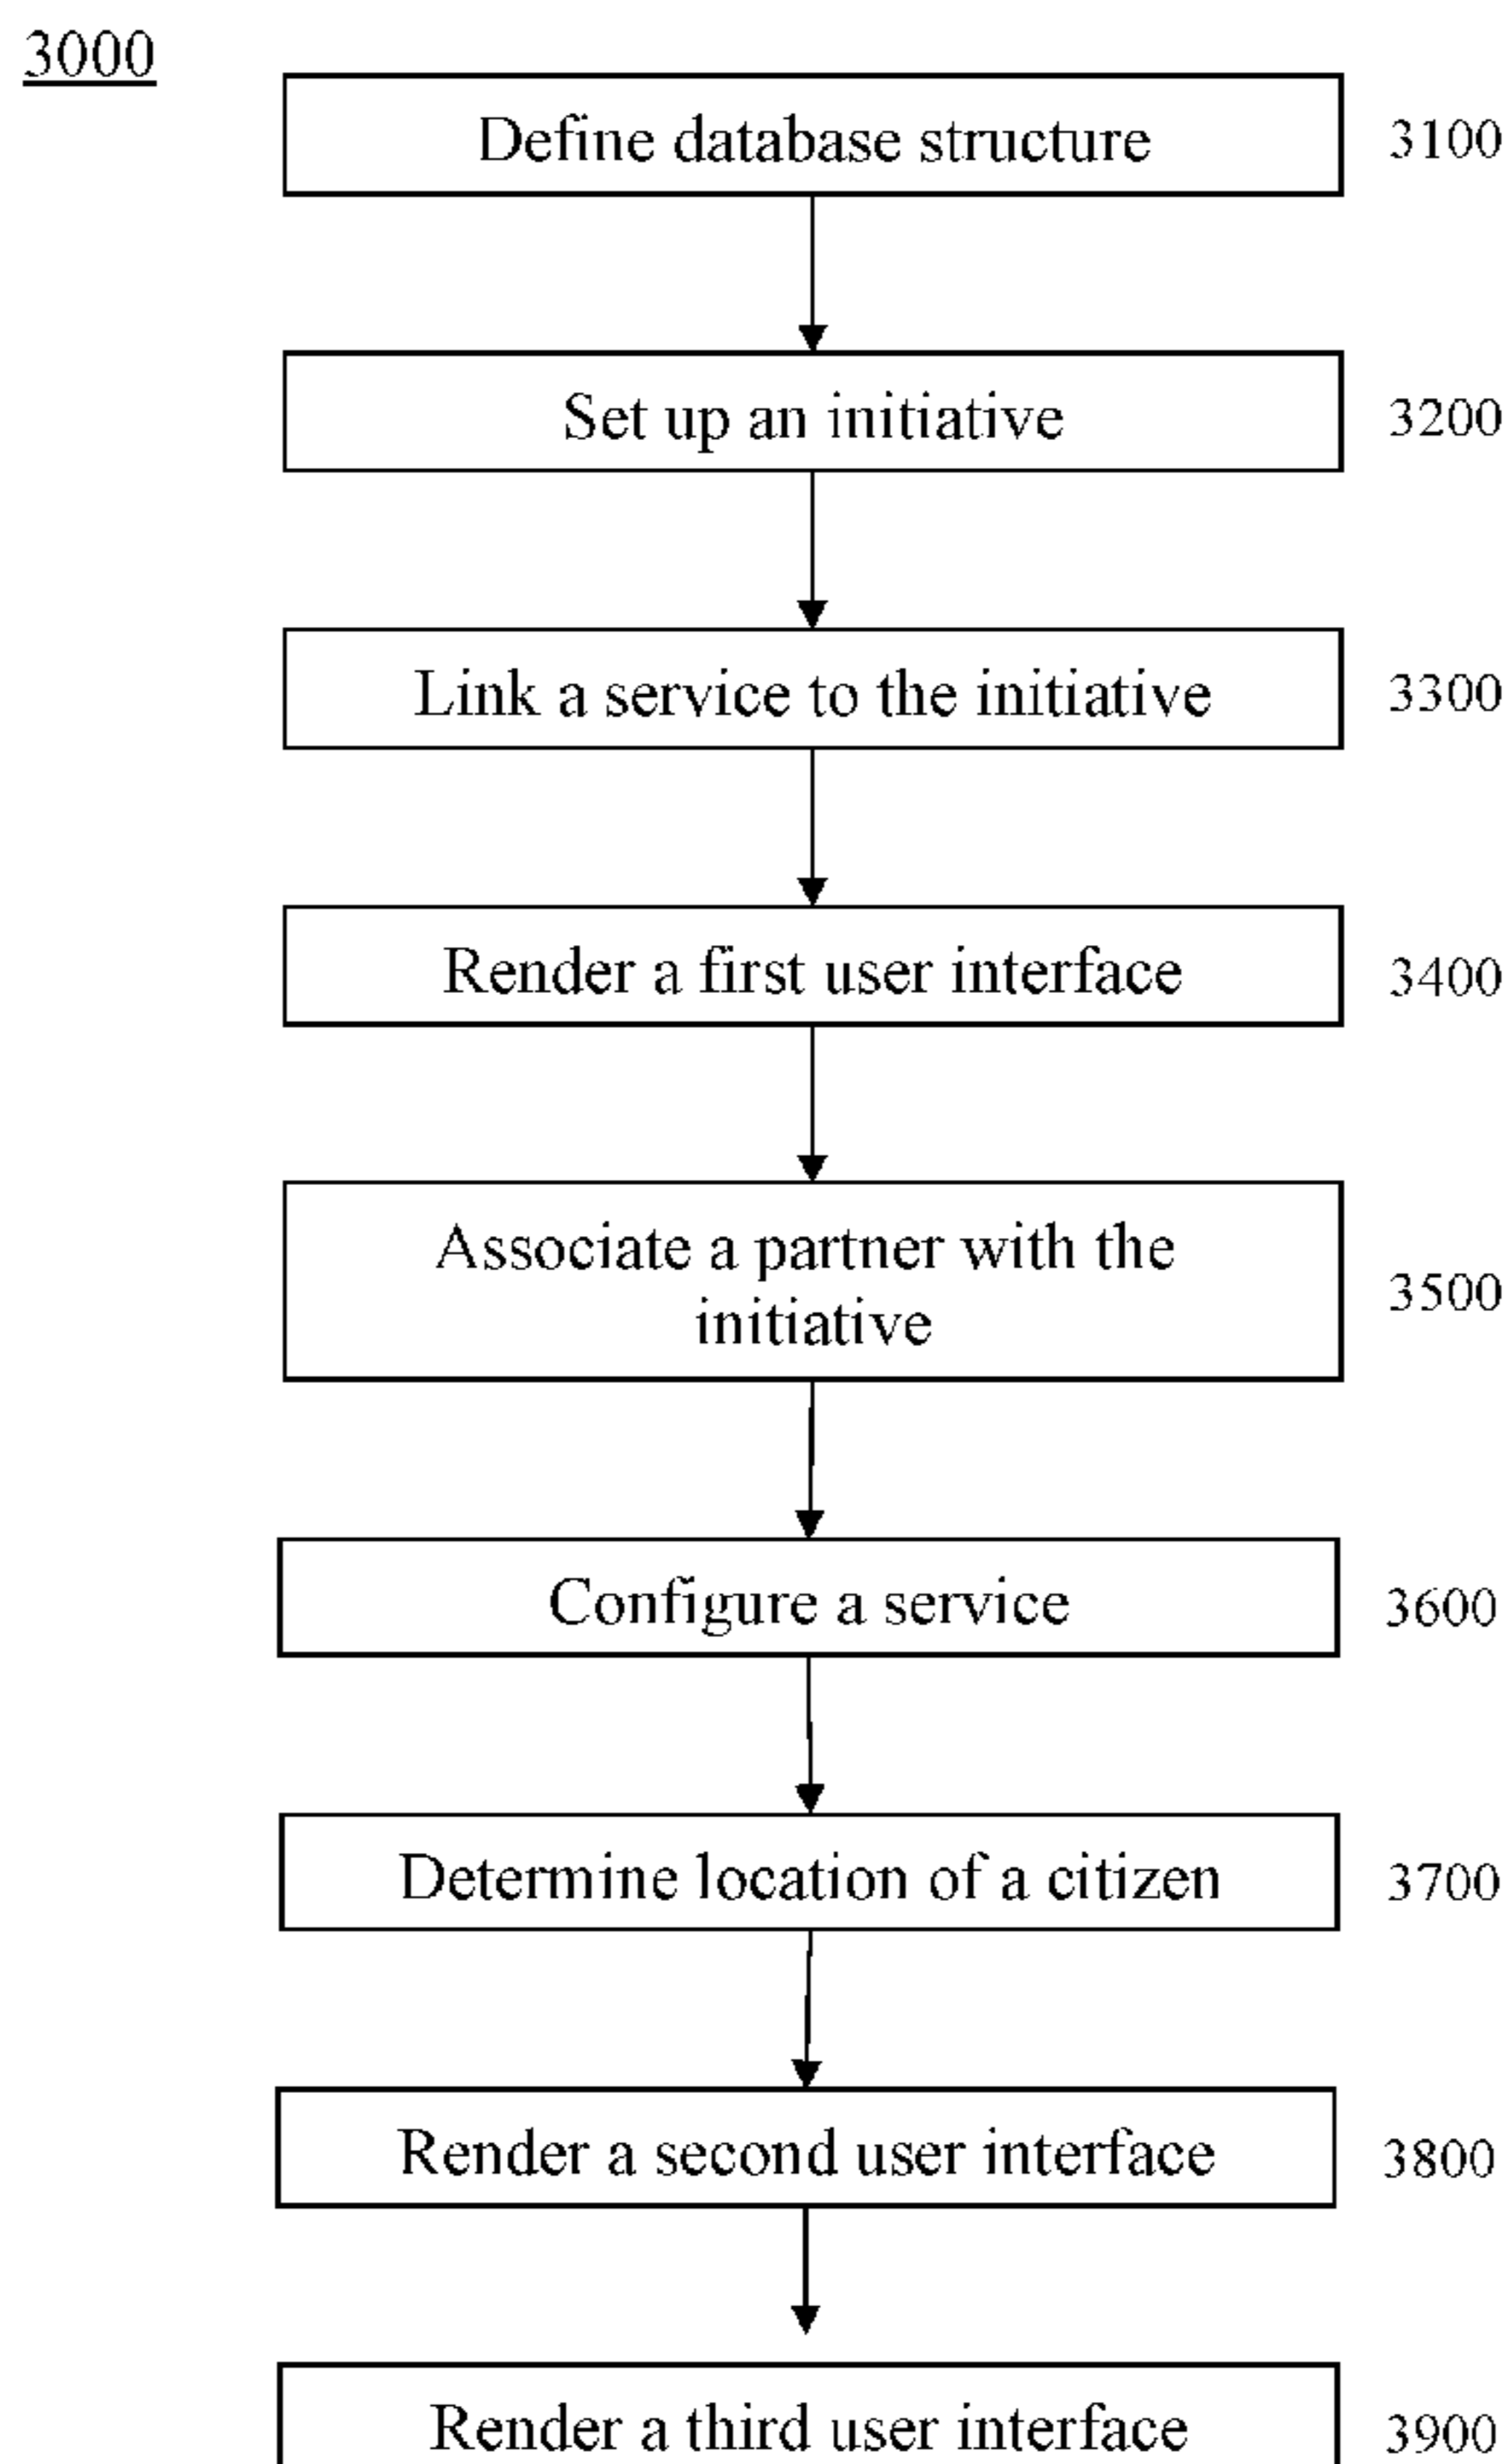 3000
Define database structure
3100
Set up an initiative
3200
Link a service to the initiative
3300
Render a first user interface
3400
Associate a partner with the
initiative
3500
Configure a service
3600
Determine location of a citizen
3700
Render a second user interface
3800
Render a third user interface
3900